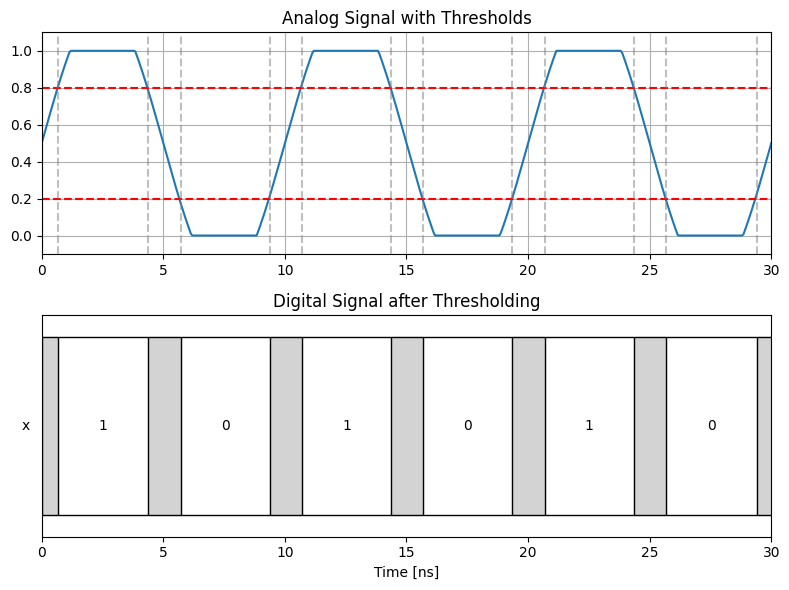 Analog Signal with Thresholds
1.0
0.8
0.6
0.4
0.2
0.0
0 5 10 15 20 25 30
Digital Signal after Thresholding
x 1 0 1 0 1 0
0 5 10 15 20 25 30
Time [ns]